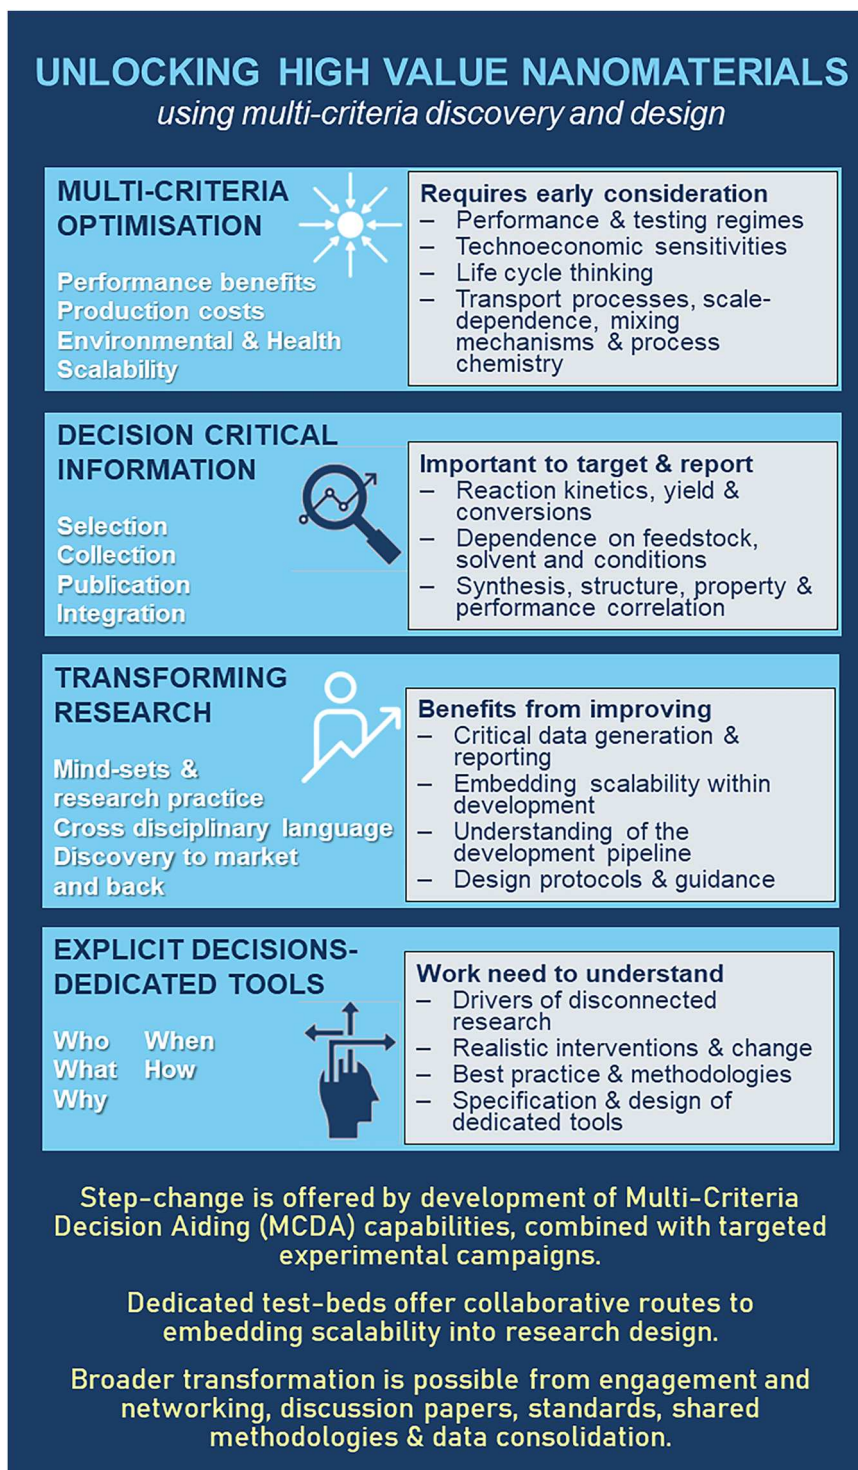 UNLOCKING HIGH VALUE NANOMATERIALS
using multi-criteria discovery and design
MULTI-CRITERIA
OPTIMISATION
Performance benefits
Production costs
Environmental & Health
Scalability
Requires early consideration
– Performance & testing regimes
– Technoeconomic sensitivities
– Life cycle thinking
– Transport processes, scale-
dependence, mixing
mechanisms & process
chemistry
DECISION CRITICAL
INFORMATION
Selection
Collection
Publication
Integration
Important to target & report
– Reaction kinetics, yield &
conversions
– Dependence on feedstock,
solvent and conditions
– Synthesis, structure, property &
performance correlation
TRANSFORMING
RESEARCH
Mind-sets &
research practice
Cross disciplinary language
Discovery to market
and back
Benefits from improving
– Critical data generation &
reporting
– Embedding scalability within
development
– Understanding of the
development pipeline
– Design protocols & guidance
EXPLICIT DECISIONS-
DEDICATED TOOLS
Who When
What How
Why
Work need to understand
– Drivers of disconnected
research
– Realistic interventions & change
– Best practice & methodologies
– Specification & design of
dedicated tools
Step-change is offered by development of Multi-Criteria
Decision Aiding (MCDA) capabilities, combined with targeted
experimental campaigns.
Dedicated test-beds offer collaborative routes to
embedding scalability into research design.
Broader transformation is possible from engagement and
networking, discussion papers, standards, shared
methodologies & data consolidation.